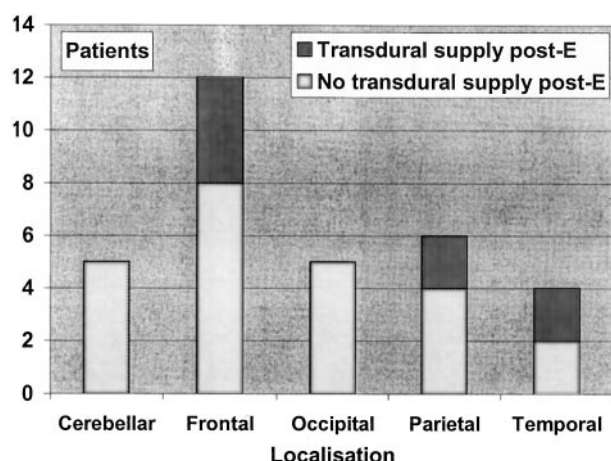 14
12
10
8
6
4
2
0
Patients
Transdural supply post-E
No transdural supply post-E
Cerebellar Frontal Occipital Parietal Temporal
Localisation